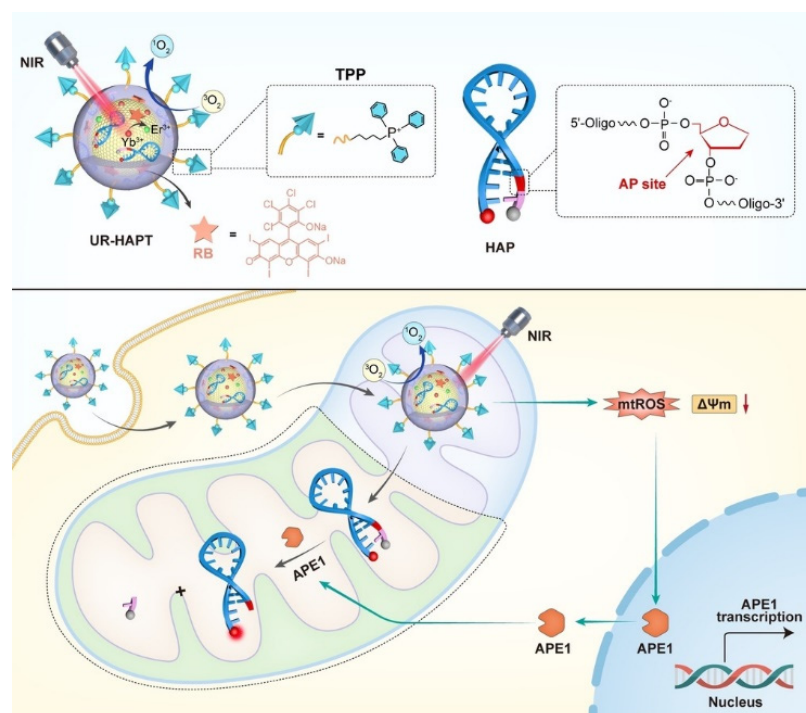 NIR
¹O₂
³O₂
Er³⁺
Yb³⁺
UR-HAPT
TPP
=
P⁺
RB
=
Cl
Cl
Cl
Cl
ONa
I
I
O
O
ONa
I
I
HAP
5'-Oligo
O⁻
P
O
O
O
AP site
O
P
O⁻
O
O
Oligo-3'
¹O₂
³O₂
NIR
mtROS
ΔΨm
APE1
+
APE1
APE1
APE1
transcription
Nucleus